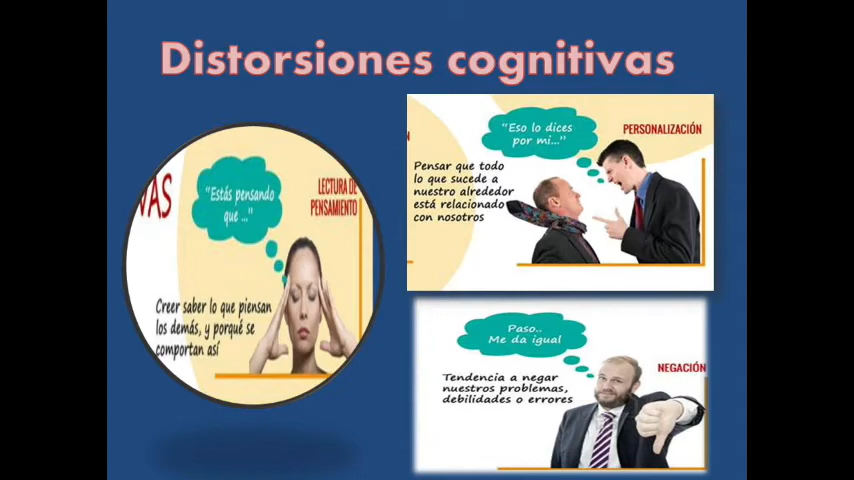 Distorsiones cognitivas
VAS
LECTURA DE
PENSAMIENTO
"Estás pensando
que ..."
Creer saber lo que piensan
los demás, y porqué se
comportan así
PERSONALIZACIÓN
"Eso lo dices
por mi..."
Pensar que todo
lo que sucede a
nuestro alrededor
está relacionado
con nosotros
NEGACIÓN
Paso..
Me da igual
Tendencia a negar
nuestros problemas,
debilidades o errores